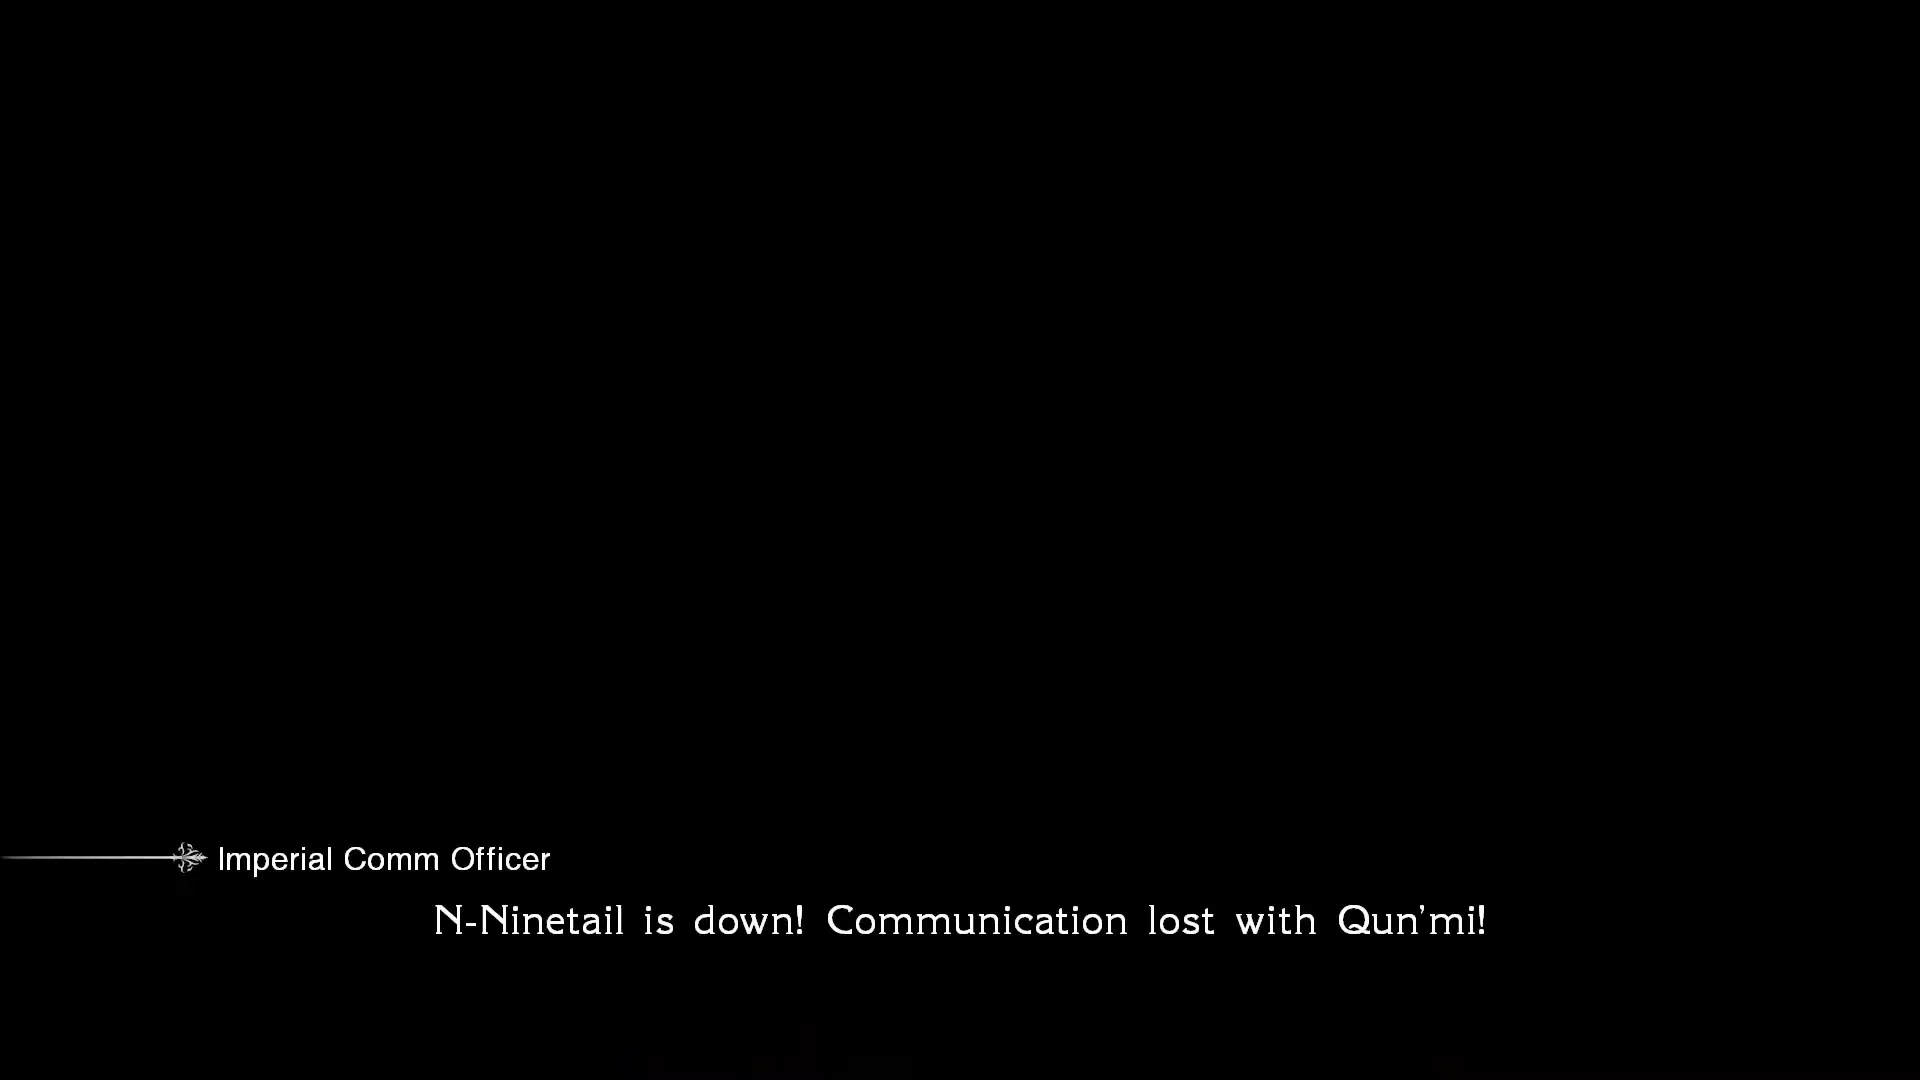 Imperial Comm Officer
N-Ninetail is down! Communication lost with Qun’mi!